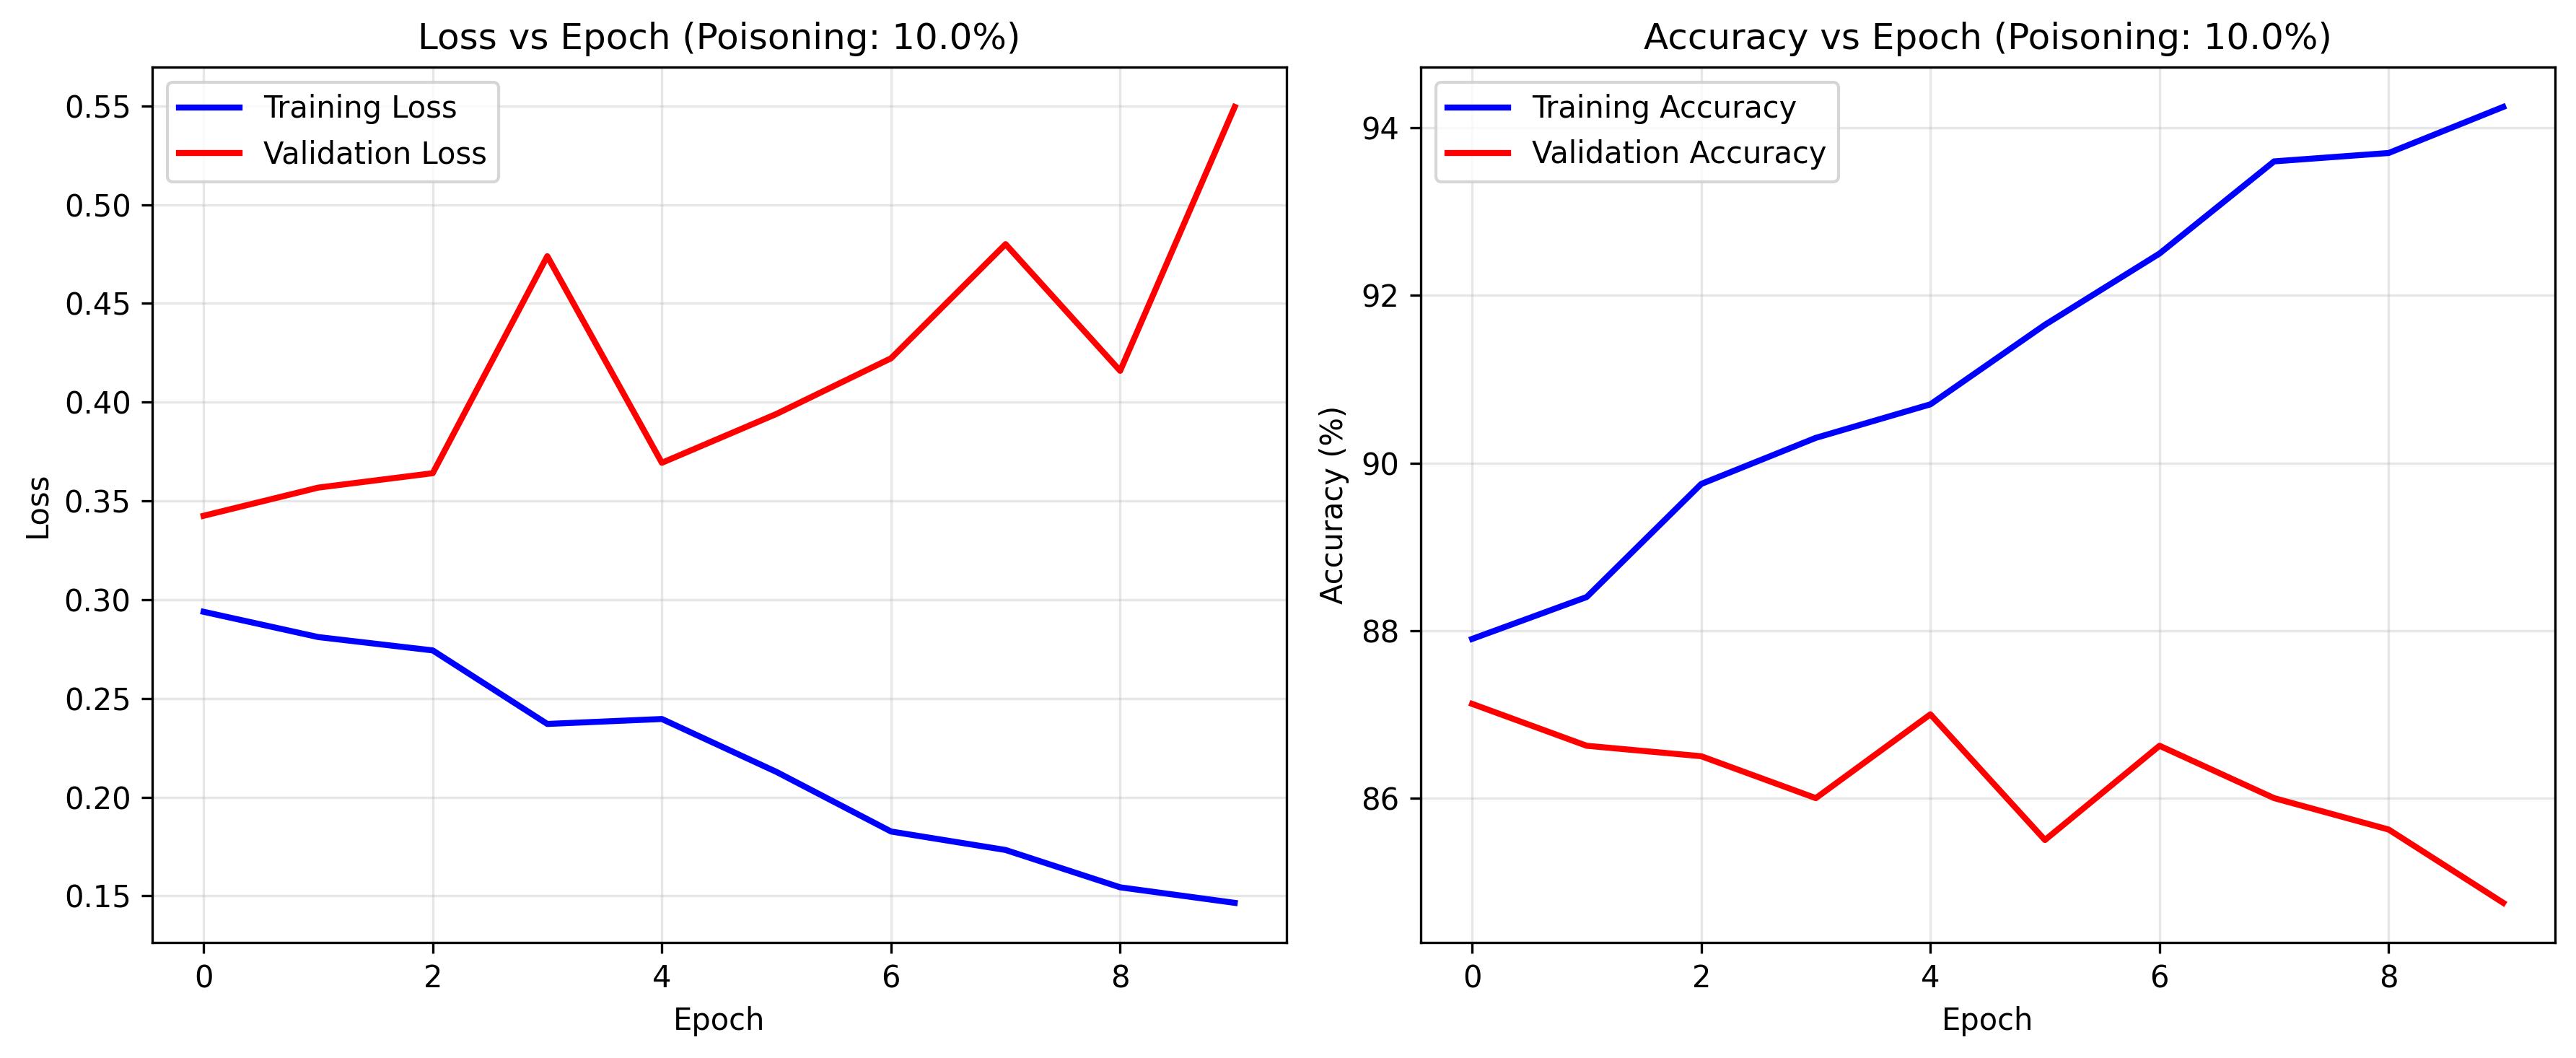 Loss vs Epoch (Poisoning: 10.0%)
Training Loss
Validation Loss
0.55
0.50
0.45
0.40
0.35
0.30
0.25
0.20
0.15
Loss
0 2 4 6 8
Epoch
Accuracy vs Epoch (Poisoning: 10.0%)
Training Accuracy
Validation Accuracy
94
92
90
88
86
Accuracy (%)
0 2 4 6 8
Epoch